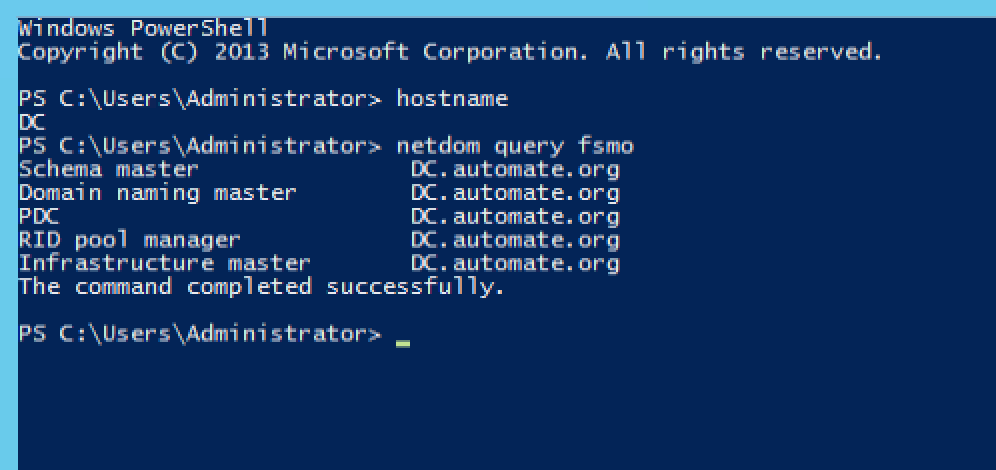 Windows PowerShell
Copyright (C) 2013 Microsoft Corporation. All rights reserved.
PS C:\Users\Administrator> hostname
DC
PS C:\Users\Administrator> netdom query fsmo
Schema master DC.automate.org
Domain naming master DC.automate.org
PDC DC.automate.org
RID pool manager DC.automate.org
Infrastructure master DC.automate.org
The command completed successfully.
PS C:\Users\Administrator> _